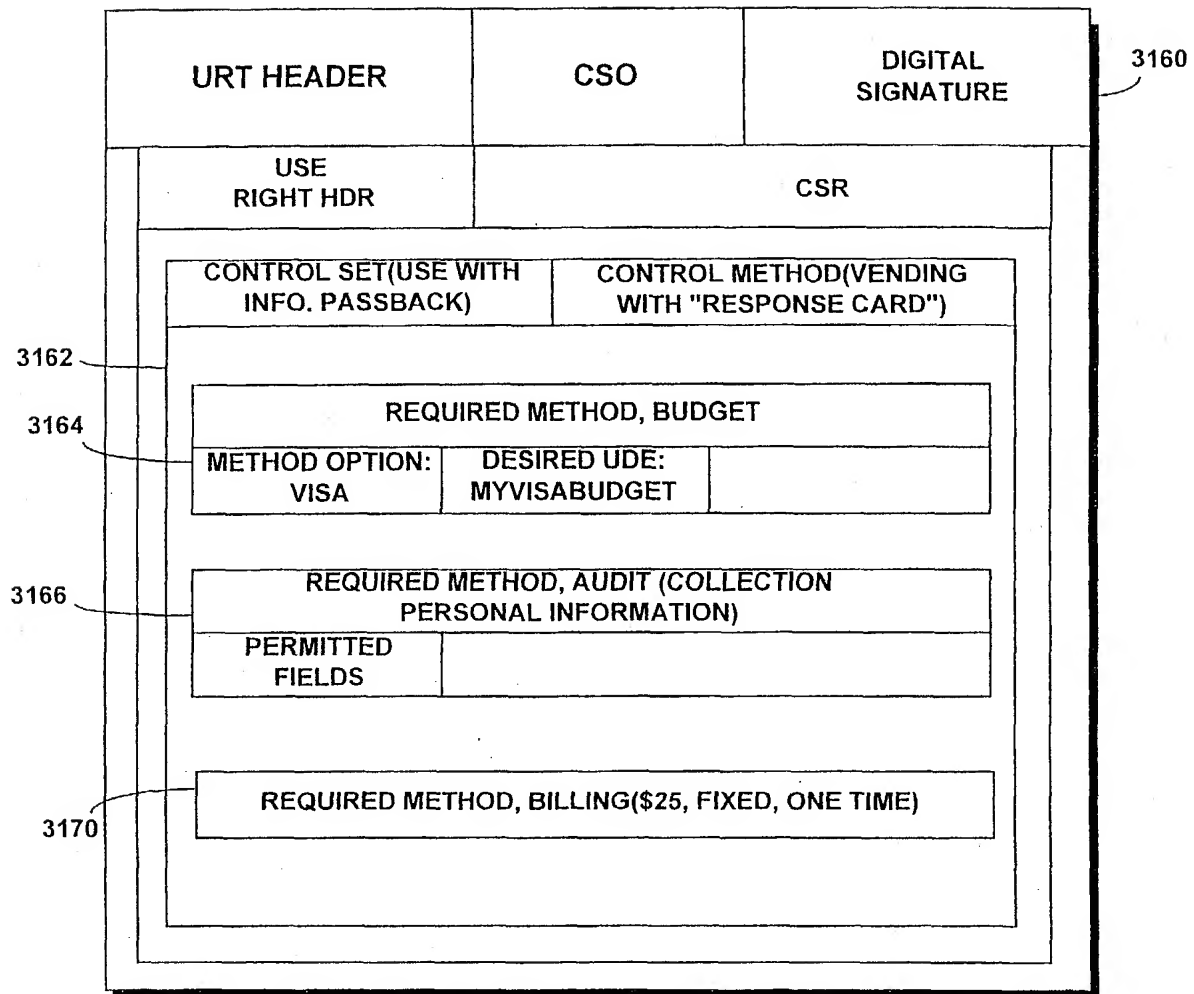 URT HEADER
CSO
DIGITAL
SIGNATURE
3160
USE
RIGHT HDR
CSR
CONTROL SET(USE WITH
INFO. PASSBACK)
CONTROL METHOD(VENDING
WITH "RESPONSE CARD")
3162
REQUIRED METHOD, BUDGET
3164
METHOD OPTION:
VISA
DESIRED UDE:
MYVISABUDGET
REQUIRED METHOD, AUDIT (COLLECTION
PERSONAL INFORMATION)
3166
PERMITTED
FIELDS
REQUIRED METHOD, BILLING($25, FIXED, ONE TIME)
3170